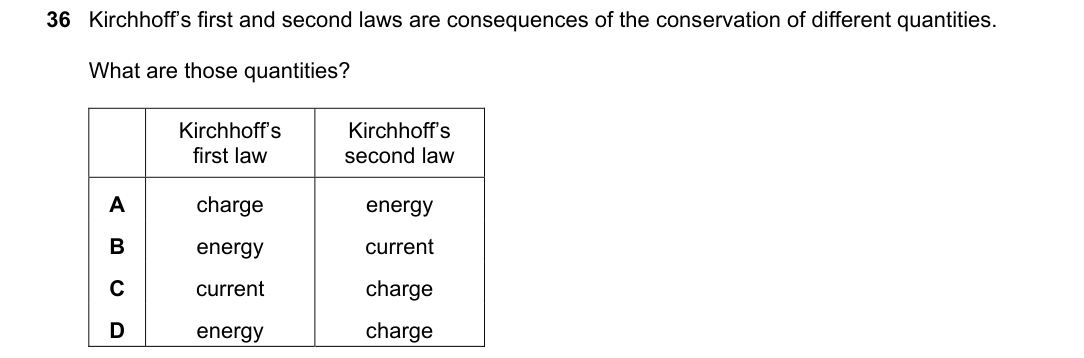 36 Kirchhoff's first and second laws are consequences of the conservation of different quantities.
What are those quantities?
Kirchhoff's first law Kirchhoff's second law
A charge energy
B energy current
C current charge
D energy charge